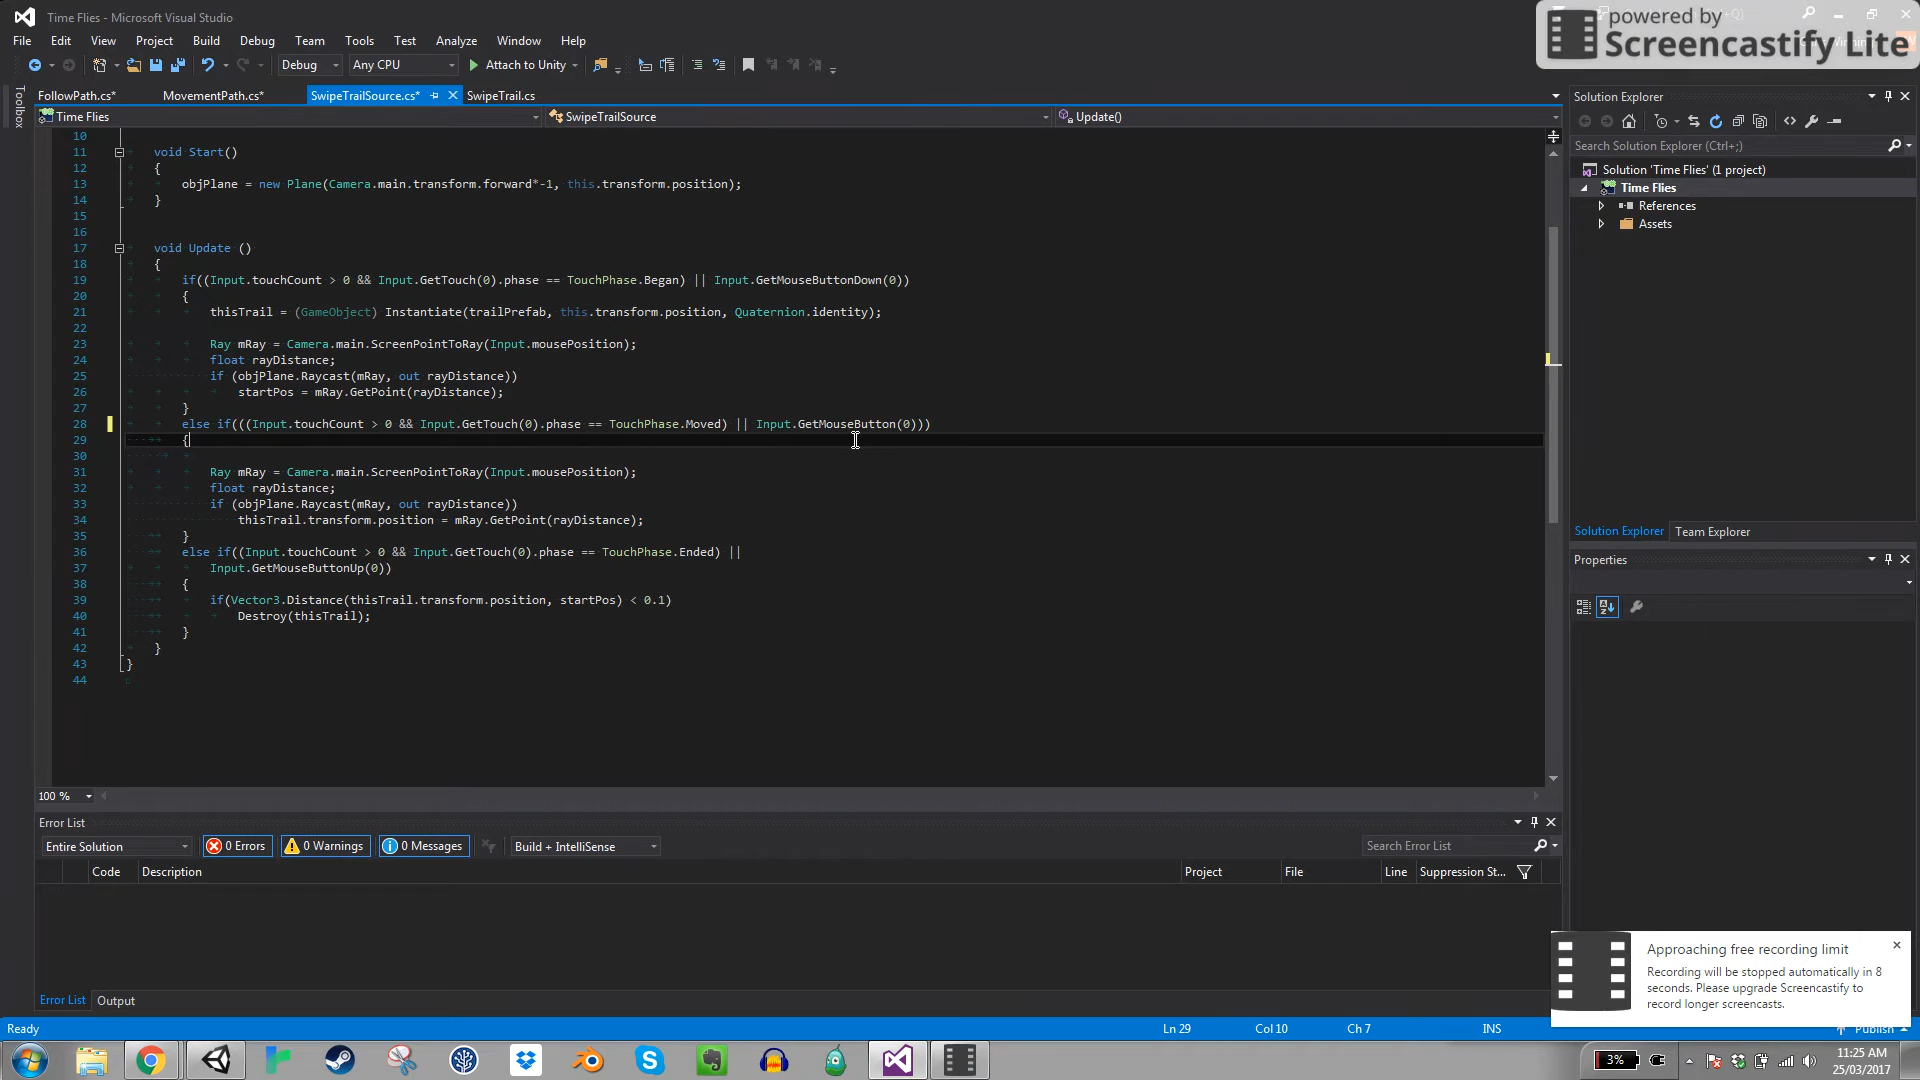 Time Flies - Microsoft Visual Studio
powered by
Screencastify Lite
File Edit View Project Build Debug Team Tools Test Analyze Window Help
Debug Any CPU Attach to Unity
Toolbox
FollowPath.cs* MovementPath.cs* SwipeTrailSource.cs* SwipeTrail.cs
Time Flies SwipeTrailSource Update()
10
11 void Start()
12 {
13 objPlane = new Plane(Camera.main.transform.forward*-1, this.transform.position);
14 }
15
16
17 void Update ()
18 {
19 if((Input.touchCount > 0 && Input.GetTouch(0).phase == TouchPhase.Began) || Input.GetMouseButtonDown(0))
20 {
21 thisTrail = (GameObject) Instantiate(trailPrefab, this.transform.position, Quaternion.identity);
22
23 Ray mRay = Camera.main.ScreenPointToRay(Input.mousePosition);
24 float rayDistance;
25 if (objPlane.Raycast(mRay, out rayDistance))
26 startPos = mRay.GetPoint(rayDistance);
27 }
28 else if(((Input.touchCount > 0 && Input.GetTouch(0).phase == TouchPhase.Moved) || Input.GetMouseButton(0)))
29 {
30
31 Ray mRay = Camera.main.ScreenPointToRay(Input.mousePosition);
32 float rayDistance;
33 if (objPlane.Raycast(mRay, out rayDistance))
34 thisTrail.transform.position = mRay.GetPoint(rayDistance);
35 }
36 else if((Input.touchCount > 0 && Input.GetTouch(0).phase == TouchPhase.Ended) ||
37 Input.GetMouseButtonUp(0))
38 {
39 if(Vector3.Distance(thisTrail.transform.position, startPos) < 0.1)
40 Destroy(thisTrail);
41 }
42 }
43 }
44
100 %
Solution Explorer
Search Solution Explorer (Ctrl+;)
Solution 'Time Flies' (1 project)
Time Flies
References
Assets
Solution Explorer Team Explorer
Properties
Error List
Entire Solution 0 Errors 0 Warnings 0 Messages Build + IntelliSense Search Error List
Code Description Project File Line Suppression St...
Error List Output
Approaching free recording limit
Recording will be stopped automatically in 8
seconds. Please upgrade Screencastify to
record longer screencasts.
Ready Ln 29 Col 10 Ch 7 INS Publish
3% 11:25 AM
25/03/2017